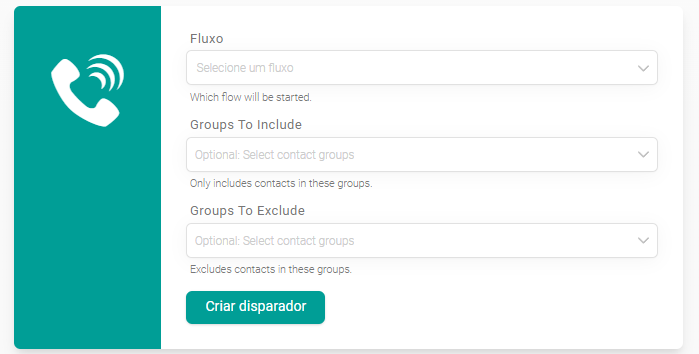 Fluxo
Selecione um fluxo
Which flow will be started.
Groups To Include
Optional: Select contact groups
Only includes contacts in these groups.
Groups To Exclude
Optional: Select contact groups
Excludes contacts in these groups.
Criar disparador